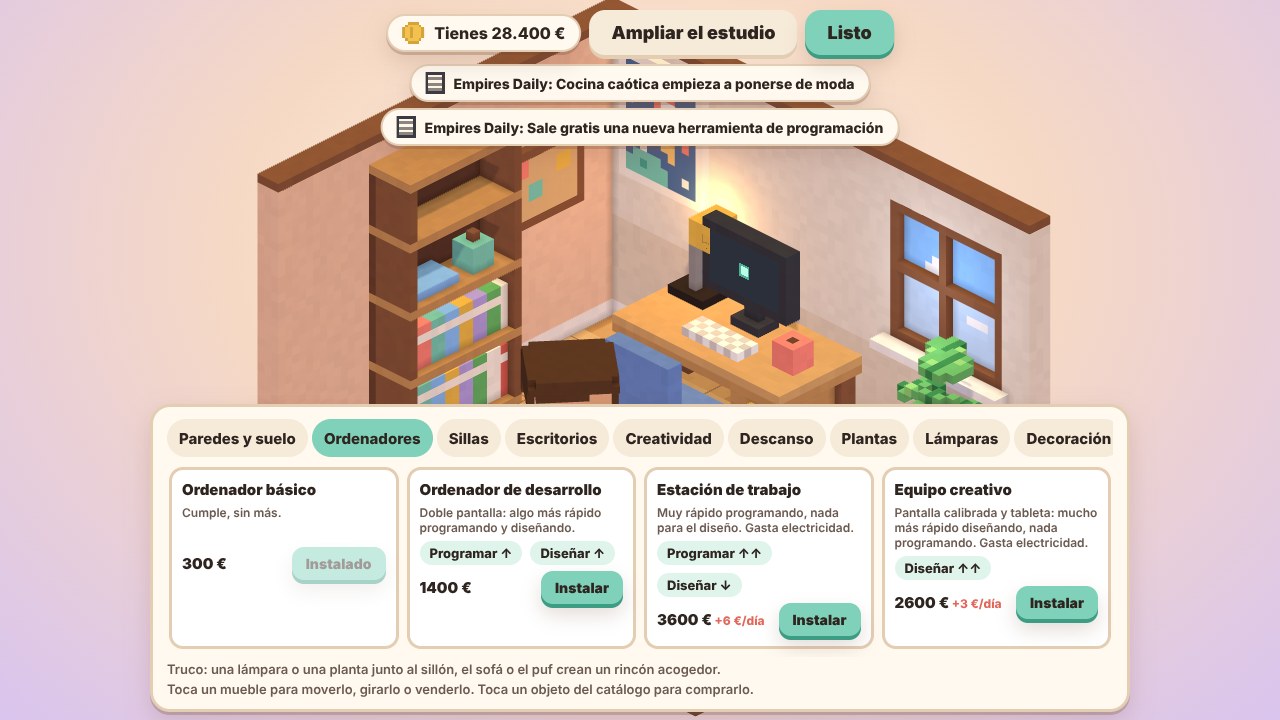 Tienes 28.400 €
Ampliar el estudio
Listo
Empires Daily: Cocina caótica empieza a ponerse de moda
Empires Daily: Sale gratis una nueva herramienta de programación
Paredes y suelo
Ordenadores
Sillas
Escritorios
Creatividad
Descanso
Plantas
Lámparas
Decoración
Ordenador básico
Cumple, sin más.
300 €
Instalado
Ordenador de desarrollo
Doble pantalla: algo más rápido
programando y diseñando.
Programar ↑
Diseñar ↑
1400 €
Instalar
Estación de trabajo
Muy rápido programando, nada
para el diseño. Gasta electricidad.
Programar ↑↑
Diseñar ↓
3600 € +6 €/día
Instalar
Equipo creativo
Pantalla calibrada y tableta: mucho
más rápido diseñando, nada
programando. Gasta electricidad.
Diseñar ↑↑
2600 € +3 €/día
Instalar
Truco: una lámpara o una planta junto al sillón, el sofá o el puf crean un rincón acogedor.
Toca un mueble para moverlo, girarlo o venderlo. Toca un objeto del catálogo para comprarlo.